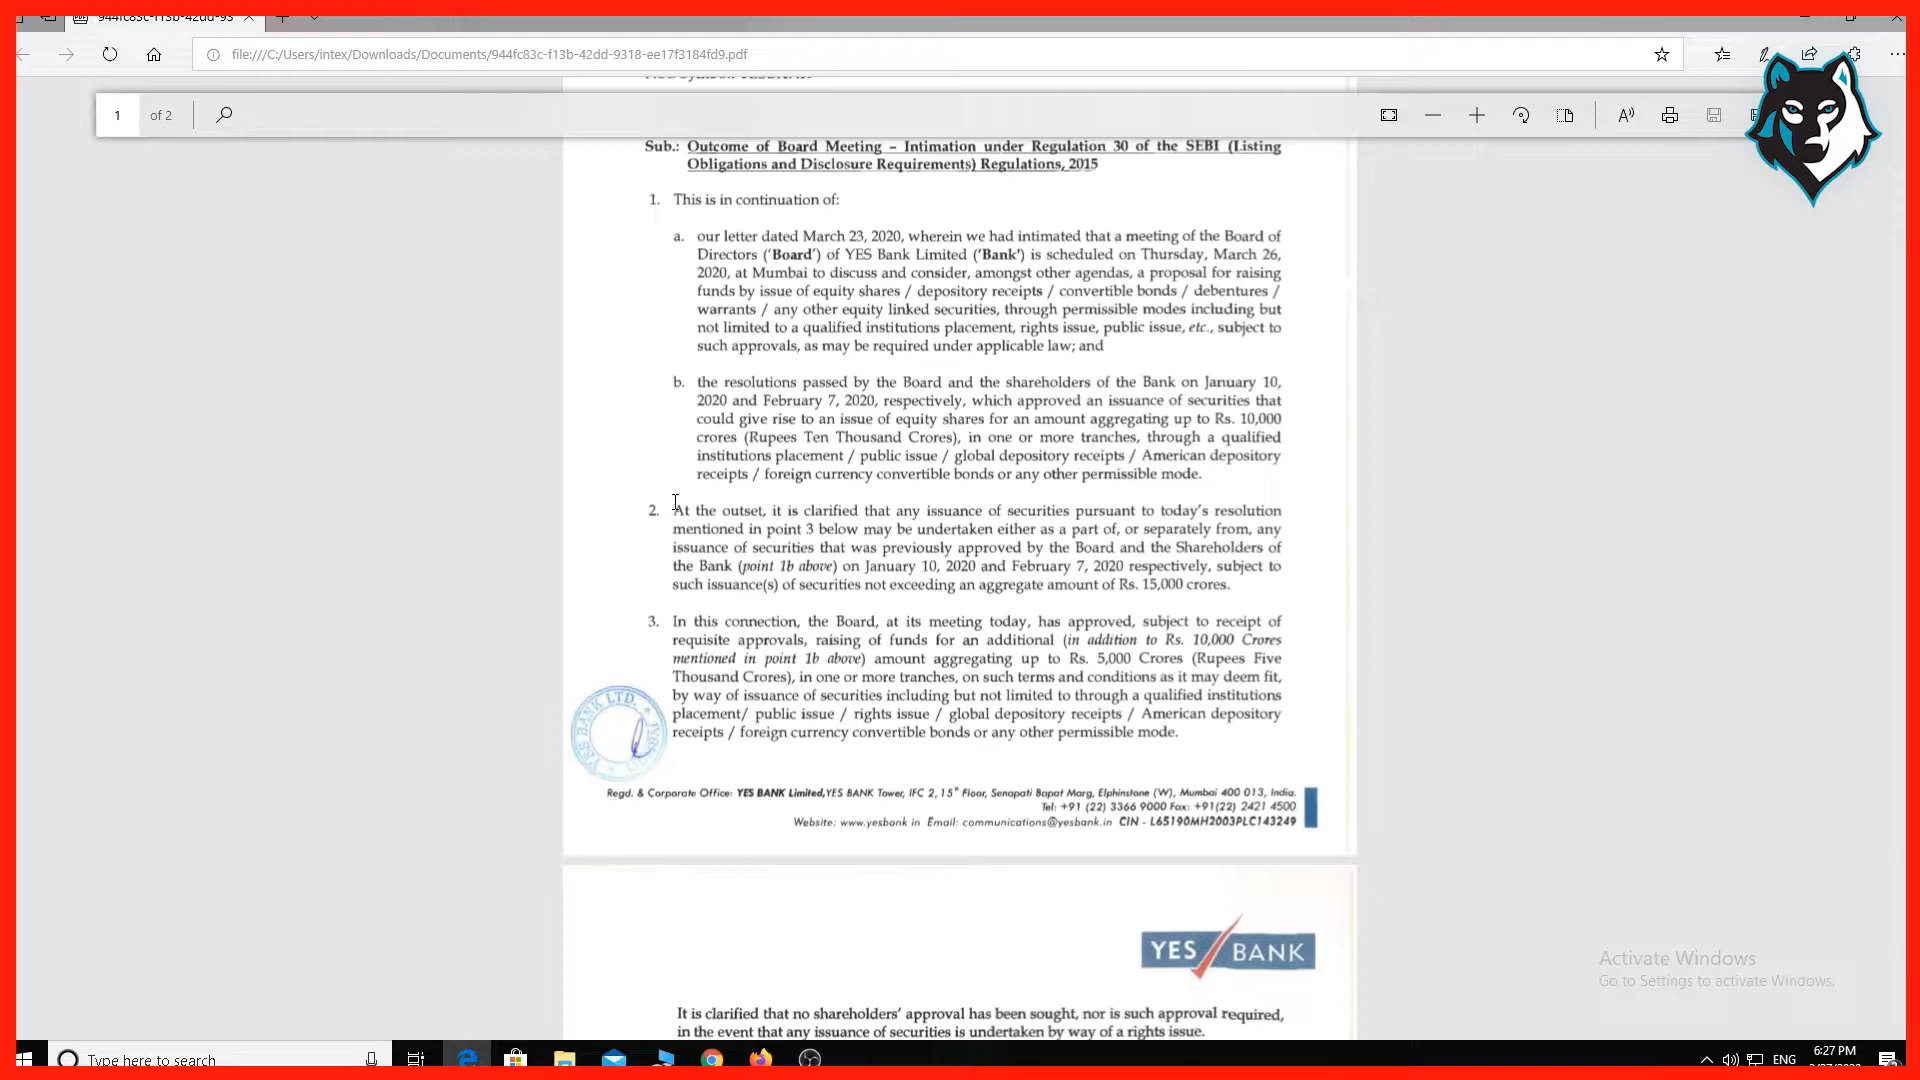 944fc83c-f13b-42dd-93
file:///C:/Users/intex/Downloads/Documents/944fc83c-f13b-42dd-9318-ee17f3184fd9.pdf
1 of 2
Sub.: Outcome of Board Meeting – Intimation under Regulation 30 of the SEBI (Listing
Obligations and Disclosure Requirements) Regulations, 2015
1. This is in continuation of:
a. our letter dated March 23, 2020, wherein we had intimated that a meeting of the Board of
Directors ('Board') of YES Bank Limited ('Bank') is scheduled on Thursday, March 26,
2020, at Mumbai to discuss and consider, amongst other agendas, a proposal for raising
funds by issue of equity shares / depository receipts / convertible bonds / debentures /
warrants / any other equity linked securities, through permissible modes including but
not limited to a qualified institutions placement, rights issue, public issue, etc., subject to
such approvals, as may be required under applicable law; and
b. the resolutions passed by the Board and the shareholders of the Bank on January 10,
2020 and February 7, 2020, respectively, which approved an issuance of securities that
could give rise to an issue of equity shares for an amount aggregating up to Rs. 10,000
crores (Rupees Ten Thousand Crores), in one or more tranches, through a qualified
institutions placement / public issue / global depository receipts / American depository
receipts / foreign currency convertible bonds or any other permissible mode.
2. At the outset, it is clarified that any issuance of securities pursuant to today's resolution
mentioned in point 3 below may be undertaken either as a part of, or separately from, any
issuance of securities that was previously approved by the Board and the Shareholders of
the Bank (point 1b above) on January 10, 2020 and February 7, 2020 respectively, subject to
such issuance(s) of securities not exceeding an aggregate amount of Rs. 15,000 crores.
3. In this connection, the Board, at its meeting today, has approved, subject to receipt of
requisite approvals, raising of funds for an additional (in addition to Rs. 10,000 Crores
mentioned in point 1b above) amount aggregating up to Rs. 5,000 Crores (Rupees Five
Thousand Crores), in one or more tranches, on such terms and conditions as it may deem fit,
by way of issuance of securities including but not limited to through a qualified institutions
placement/ public issue / rights issue / global depository receipts / American depository
receipts / foreign currency convertible bonds or any other permissible mode.
YES BANK LTD.
Regd. & Corporate Office: YES BANK Limited,YES BANK Tower, IFC 2, 15th Floor, Senapati Bapat Marg, Elphinstone (W), Mumbai 400 013, India.
Tel: +91 (22) 3366 9000 Fax: +91(22) 2421 4500
Website: www.yesbank in Email: communications@yesbank.in CIN - L65190MH2003PLC143249
YES BANK
It is clarified that no shareholders' approval has been sought, nor is such approval required,
in the event that any issuance of securities is undertaken by way of a rights issue.
Activate Windows
Go to Settings to activate Windows.
Type here to search
ENG
6:27 PM